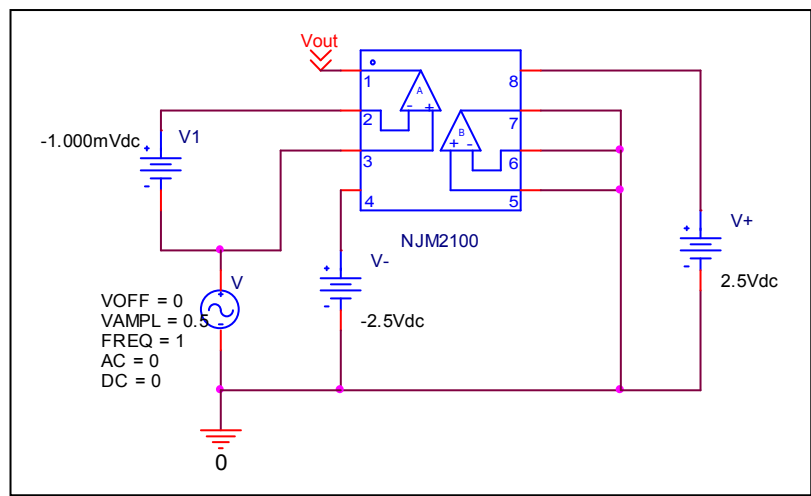 Vout
1
8
A
- +
2
7
-1.000mVdc
V1
+
B
+ -
3
6
-
4
5
NJM2100
V+
+
V-
+
2.5Vdc
-
V
VOFF = 0
VAMPL = 0.5
FREQ = 1
AC = 0
DC = 0
+
-
-2.5Vdc
-
0